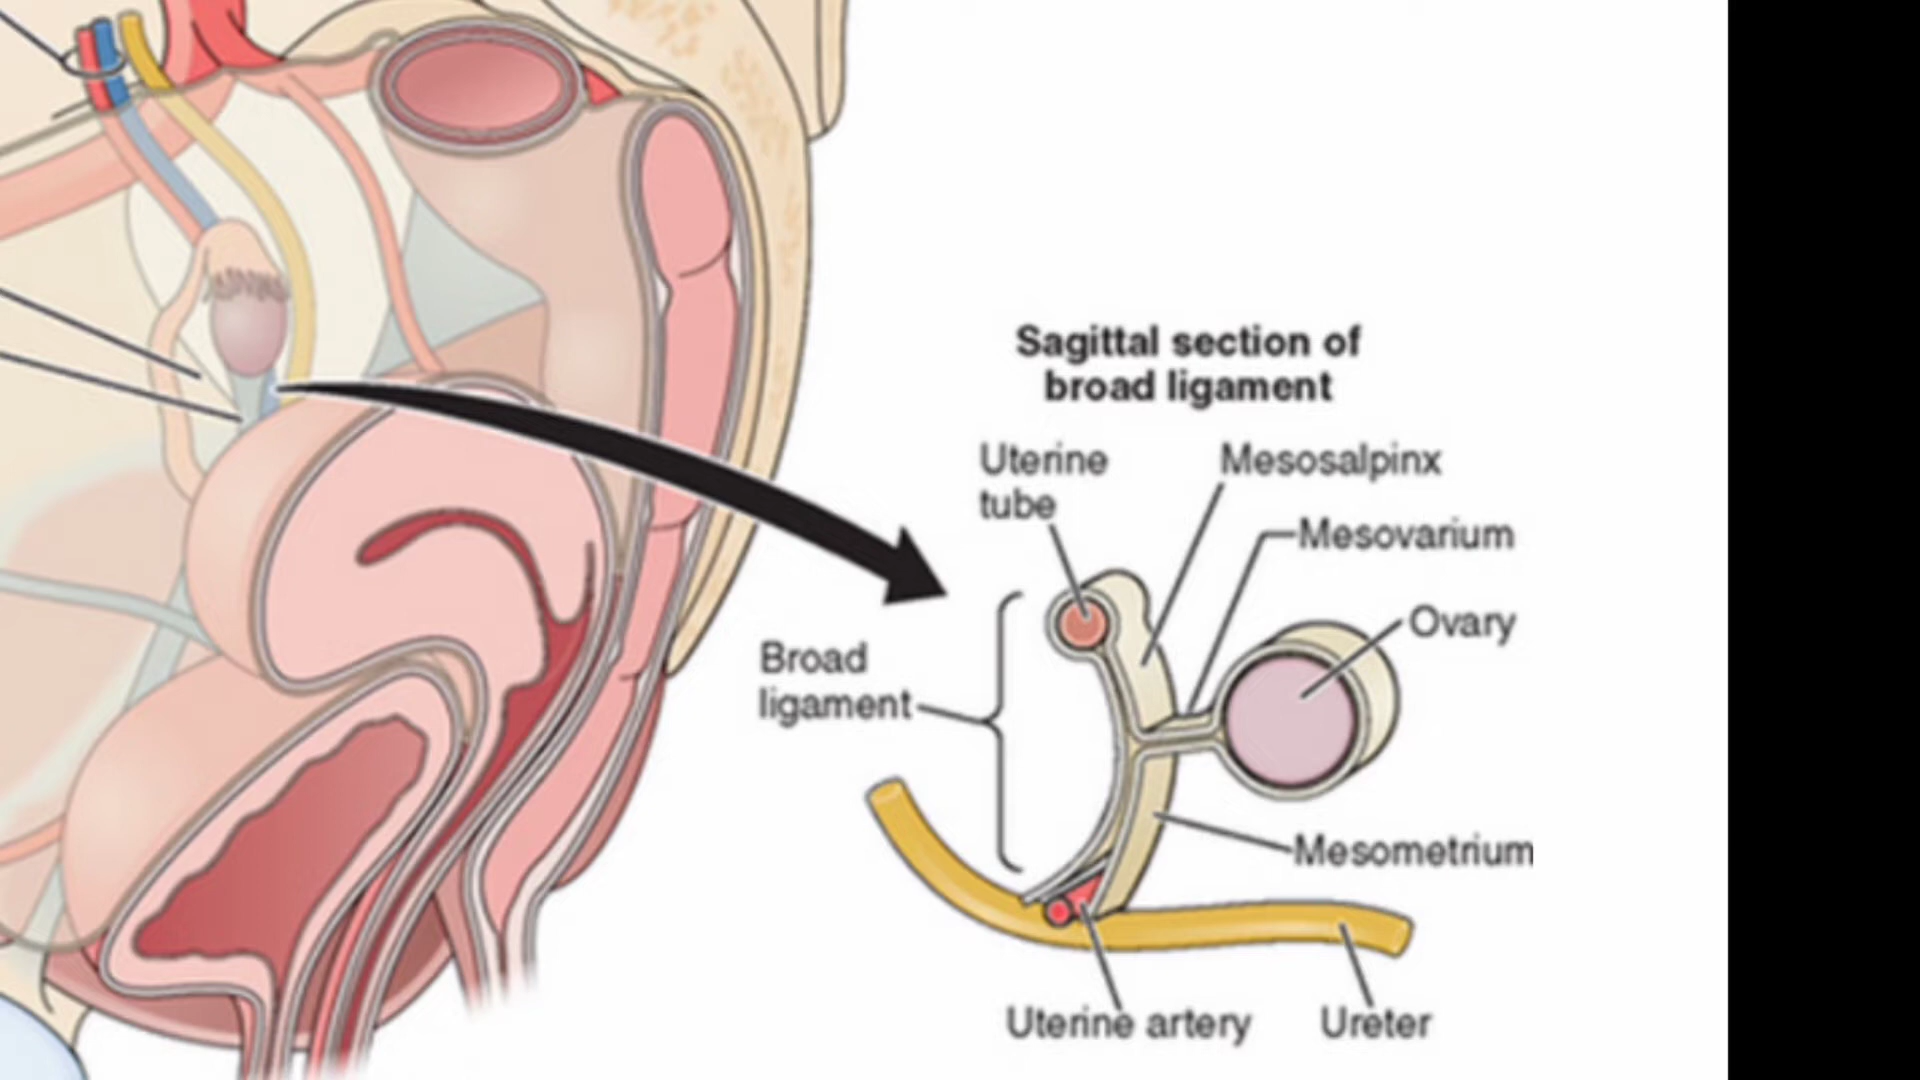 Sagittal section of
broad ligament
Uterine
tube
Mesosalpinx
Mesovarium
Ovary
Broad
ligament
Mesometrium
Uterine artery
Ureter